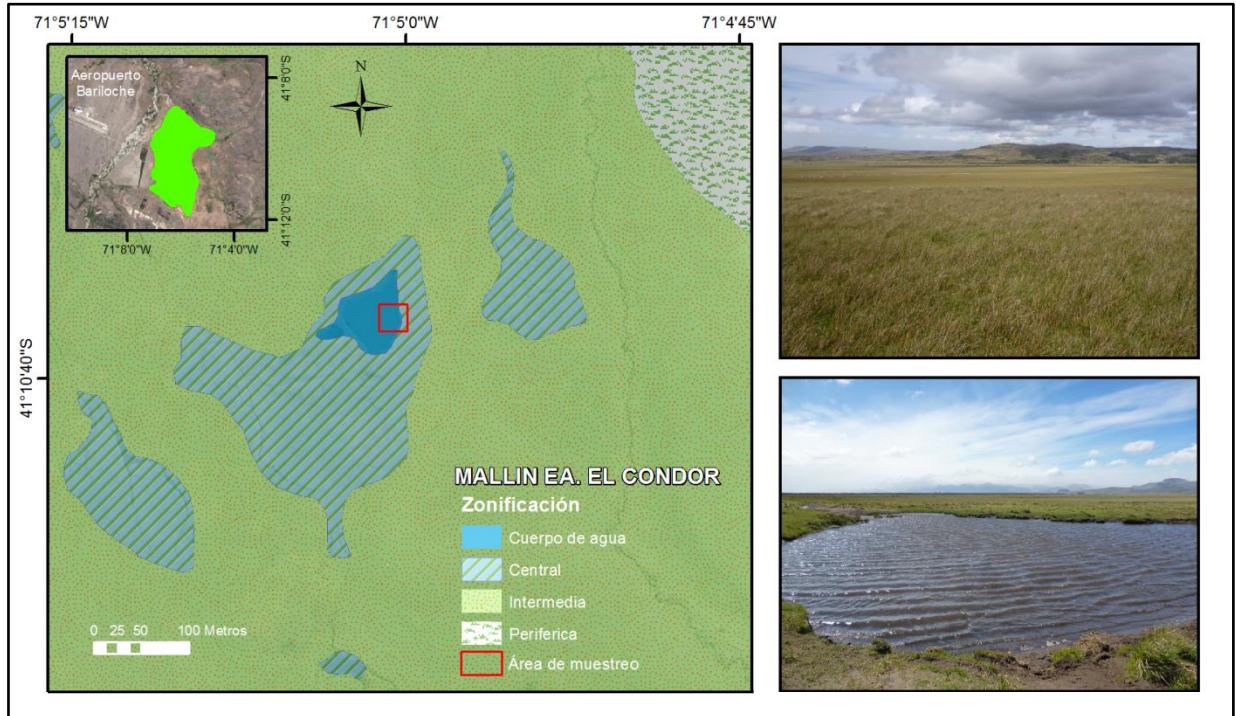 71°5'15"W
71°5'0"W
71°4'45"W
Aeropuerto
Bariloche
41°8'0"S
41°12'0"S
71°8'0"W
71°4'0"W
N
41°10'40"S
MALLIN EA. EL CONDOR
Zonificación
Cuerpo de agua
Central
Intermedia
Periferica
Área de muestreo
0 25 50 100 Metros